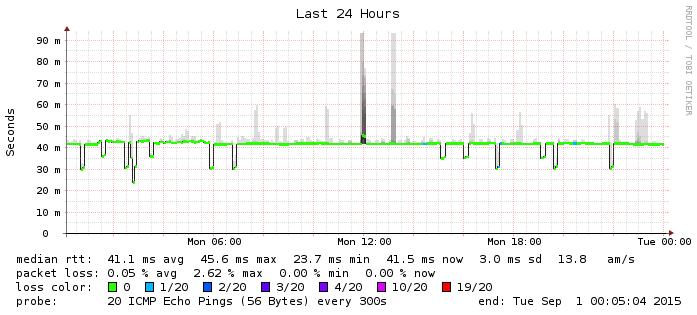 Last 24 Hours
RRDTOOL / TOBI OETIKER
Seconds
90 m
80 m
70 m
60 m
50 m
40 m
30 m
20 m
10 m
0
Mon 06:00 Mon 12:00 Mon 18:00 Tue 00:00
median rtt: 41.1 ms avg 45.6 ms max 23.7 ms min 41.5 ms now 3.0 ms sd 13.8 am/s
packet loss: 0.05 % avg 2.62 % max 0.00 % min 0.00 % now
loss color: 0 1/20 2/20 3/20 4/20 10/20 19/20
probe: 20 ICMP Echo Pings (56 Bytes) every 300s end: Tue Sep 1 00:05:04 2015